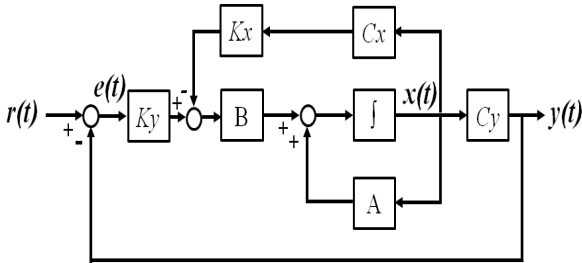 Kx Cx
e(t) - x(t)
r(t) + Ky + B + ∫ Cy y(t)
- +
A